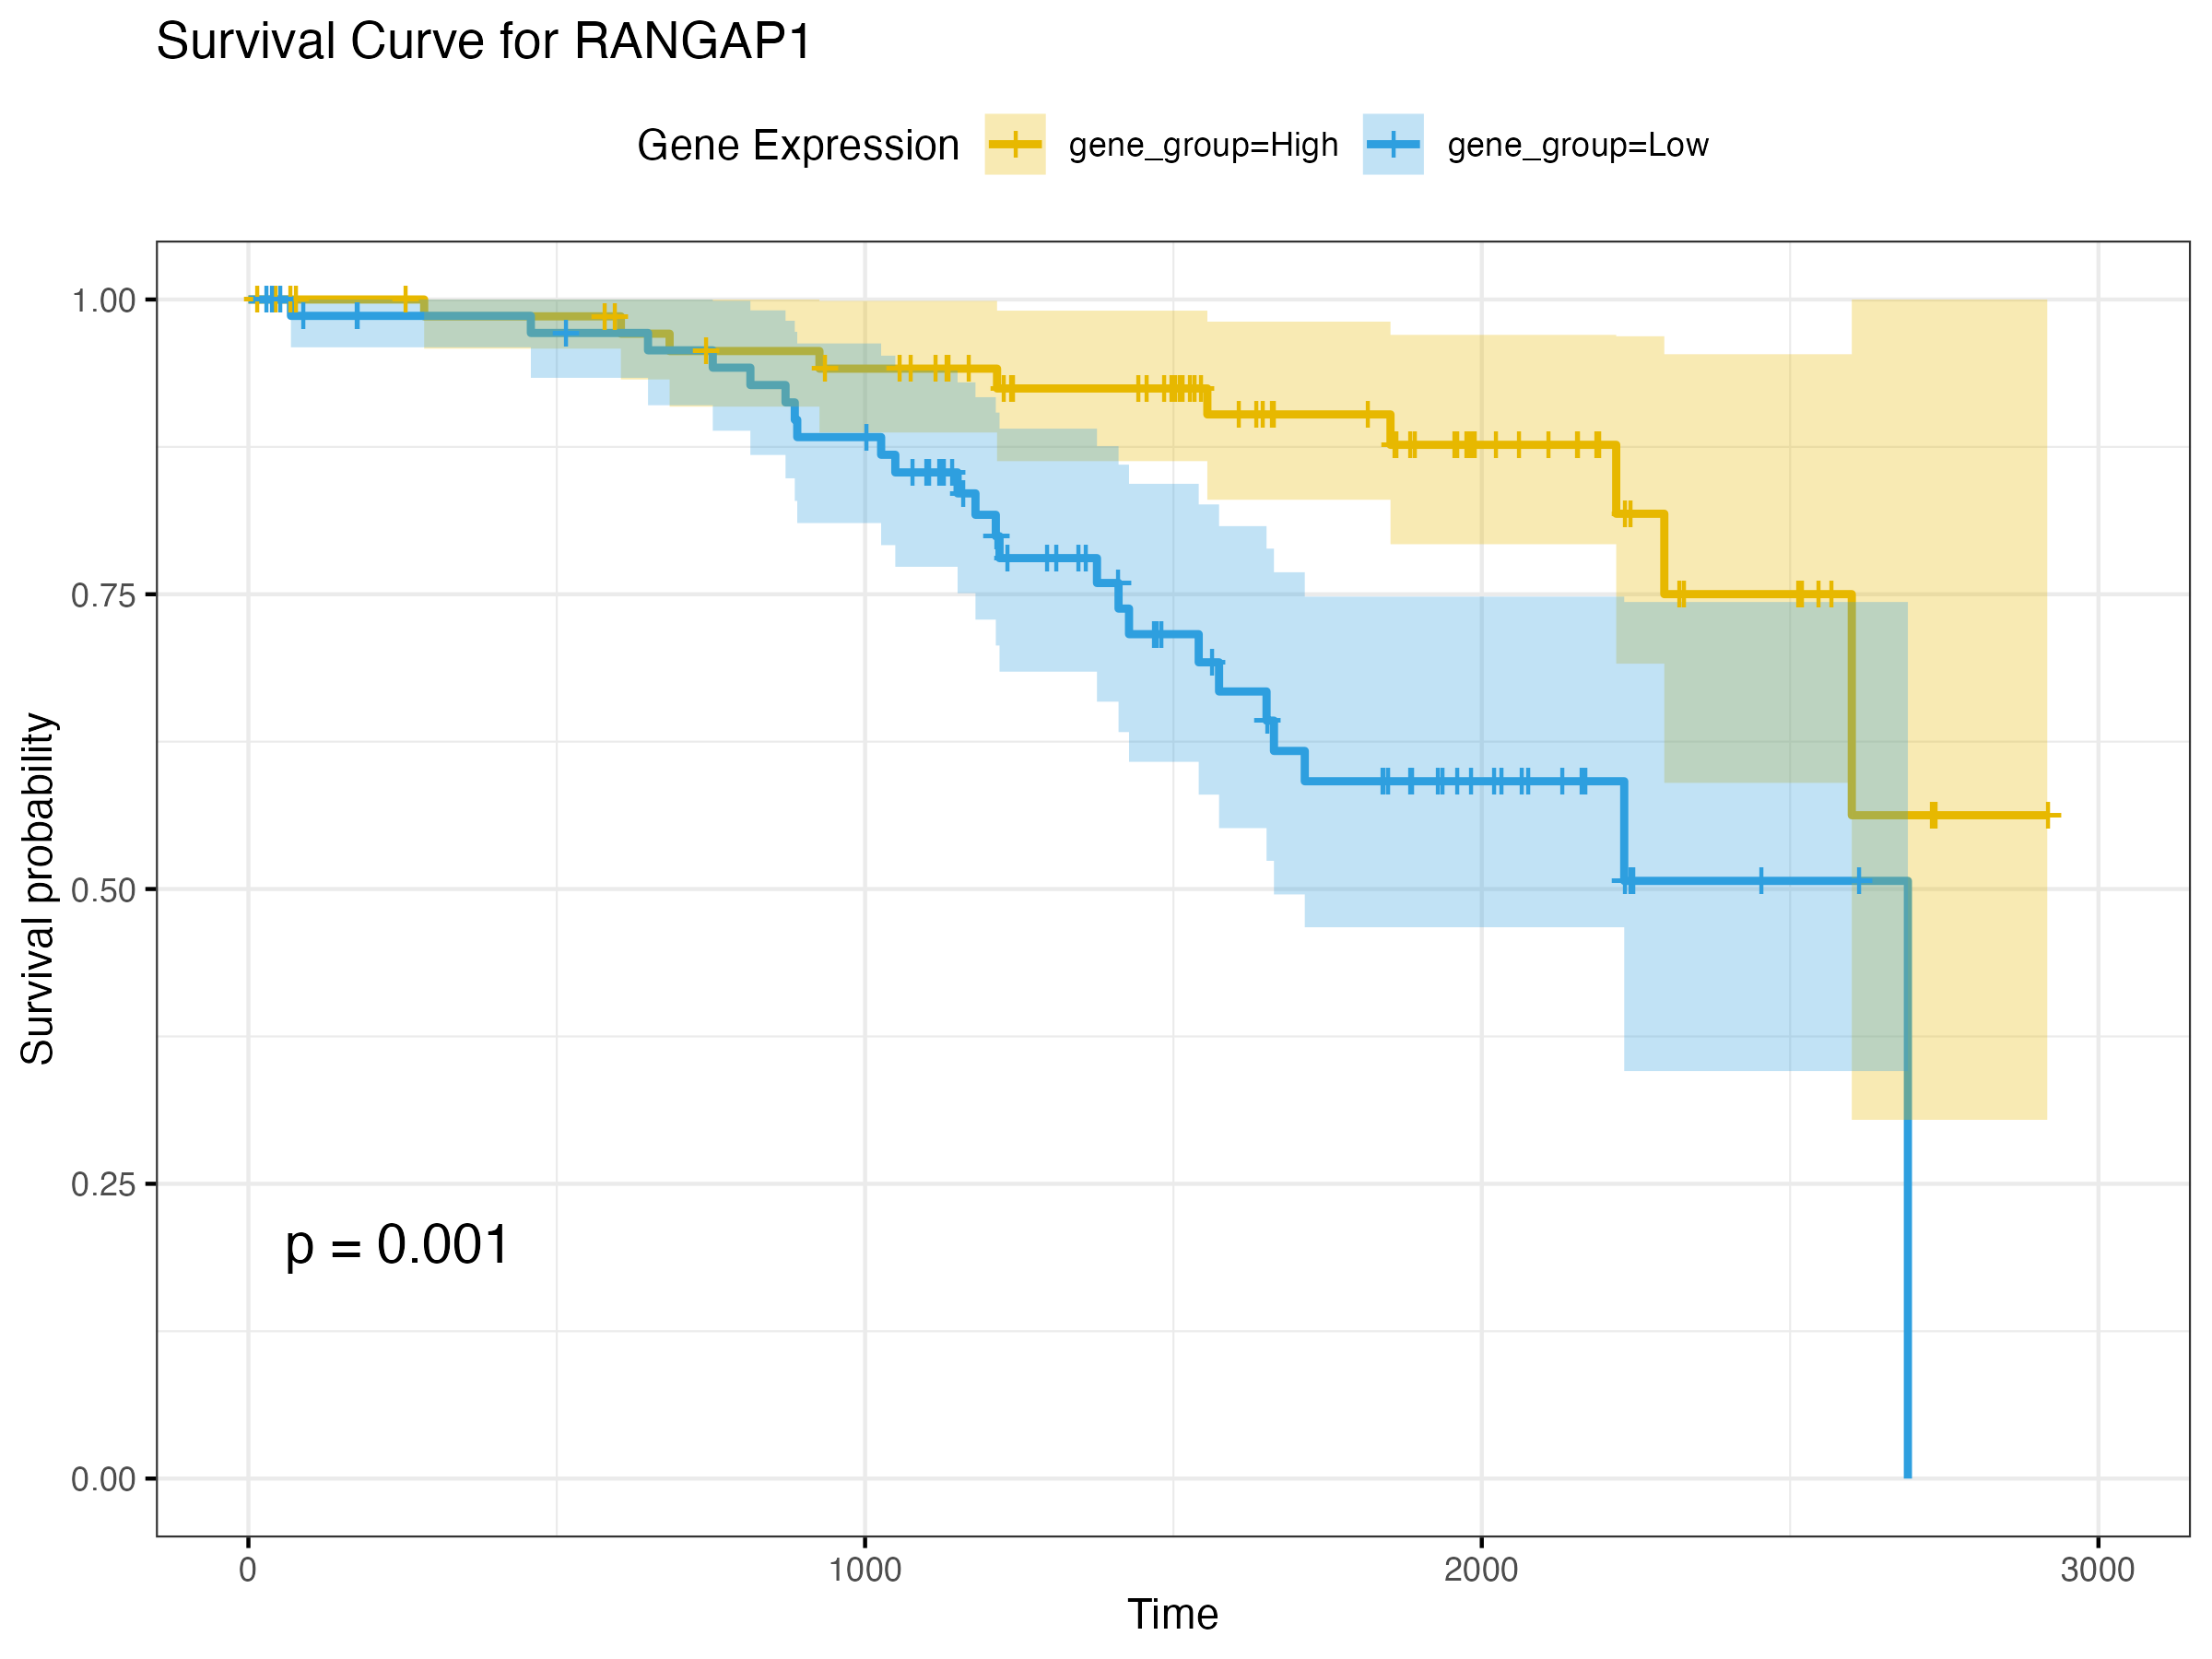 Survival Curve for RANGAP1
Gene Expression gene_group=High gene_group=Low
Survival probability
1.00
0.75
0.50
0.25
0.00
p = 0.001
0 1000 2000 3000
Time